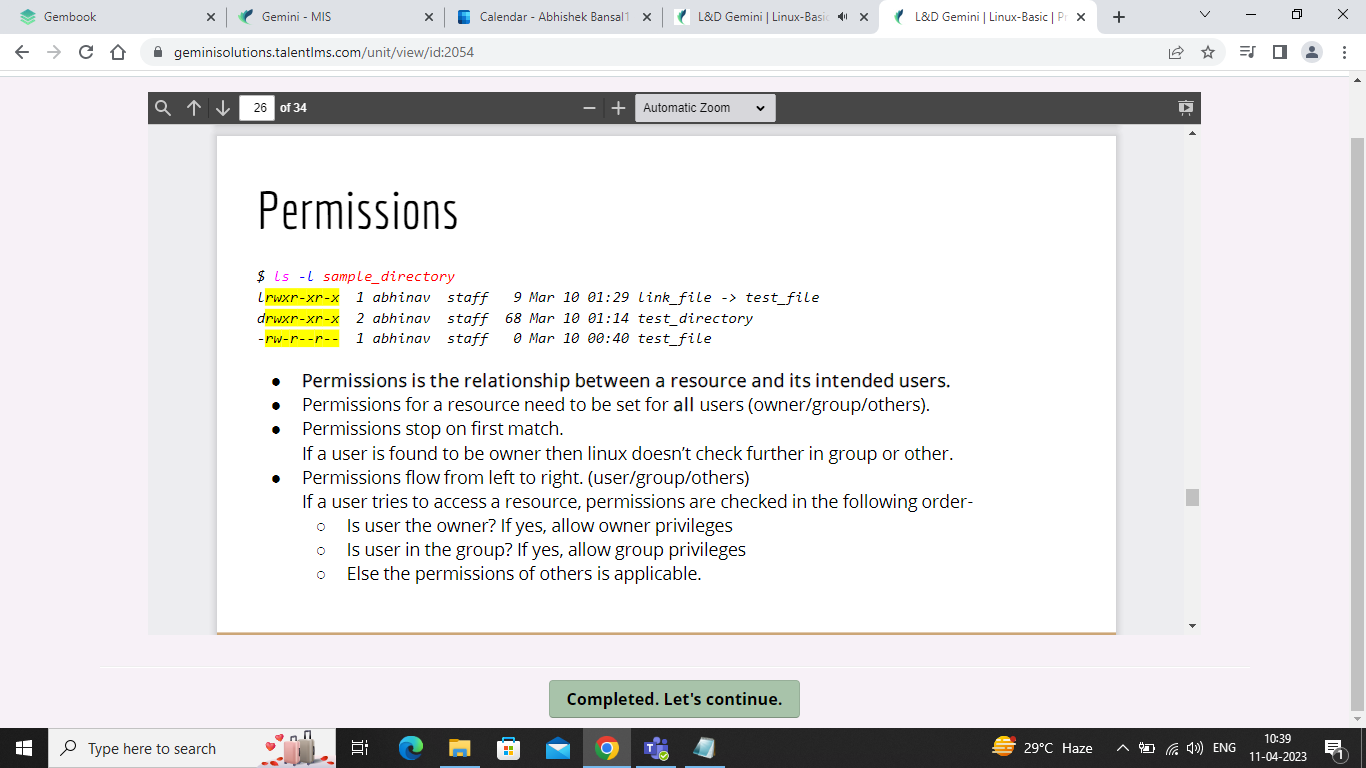 Gembook
Gemini - MIS
Calendar - Abhishek Bansal1
L&D Gemini | Linux-Basic
L&D Gemini | Linux-Basic | Pr
geminisolutions.talentlms.com/unit/view/id:2054
26 of 34
Automatic Zoom
Permissions
$ ls -l sample_directory
lrwxr-xr-x 1 abhinav staff 9 Mar 10 01:29 link_file -> test_file
drwxr-xr-x 2 abhinav staff 68 Mar 10 01:14 test_directory
-rw-r--r-- 1 abhinav staff 0 Mar 10 00:40 test_file
● Permissions is the relationship between a resource and its intended users.
● Permissions for a resource need to be set for all users (owner/group/others).
● Permissions stop on first match.
If a user is found to be owner then linux doesn’t check further in group or other.
● Permissions flow from left to right. (user/group/others)
If a user tries to access a resource, permissions are checked in the following order-
○ Is user the owner? If yes, allow owner privileges
○ Is user in the group? If yes, allow group privileges
○ Else the permissions of others is applicable.
Completed. Let's continue.
Type here to search
29°C Haze
ENG
10:39
11-04-2023
1